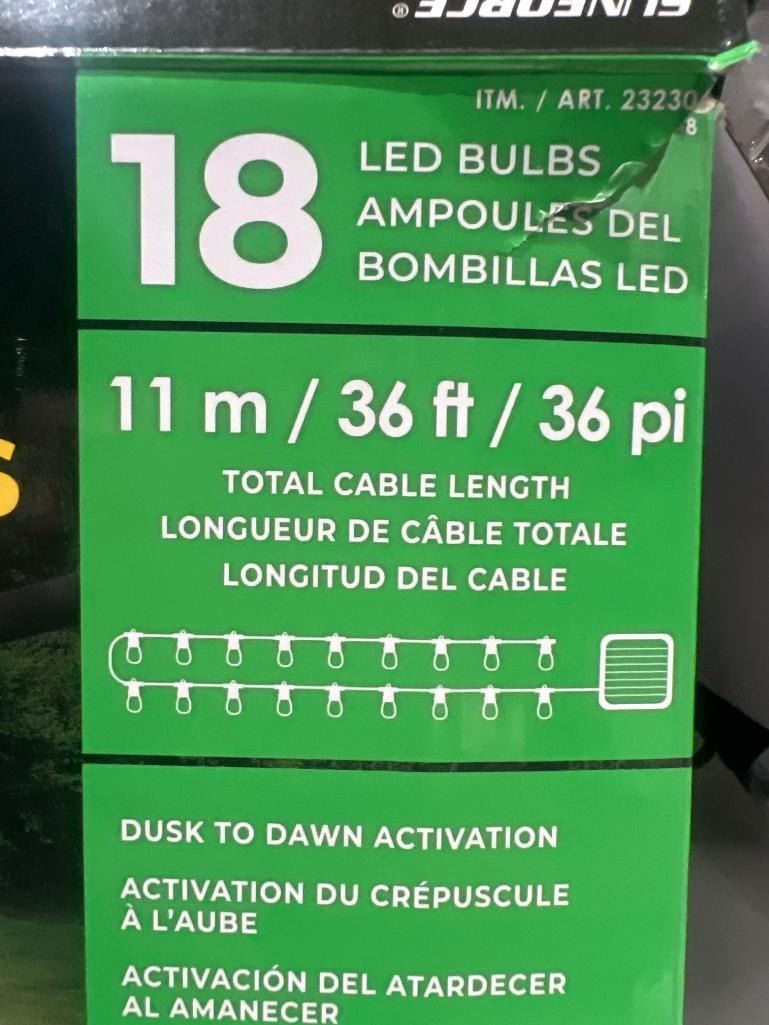 SUNFORCE®
ITM. / ART. 23230
8
18
LED BULBS
AMPOULES DEL
BOMBILLAS LED
11 m / 36 ft / 36 pi
TOTAL CABLE LENGTH
LONGUEUR DE CÂBLE TOTALE
LONGITUD DEL CABLE
S
DUSK TO DAWN ACTIVATION
ACTIVATION DU CRÉPUSCULE
À L'AUBE
ACTIVACIÓN DEL ATARDECER
AL AMANECER